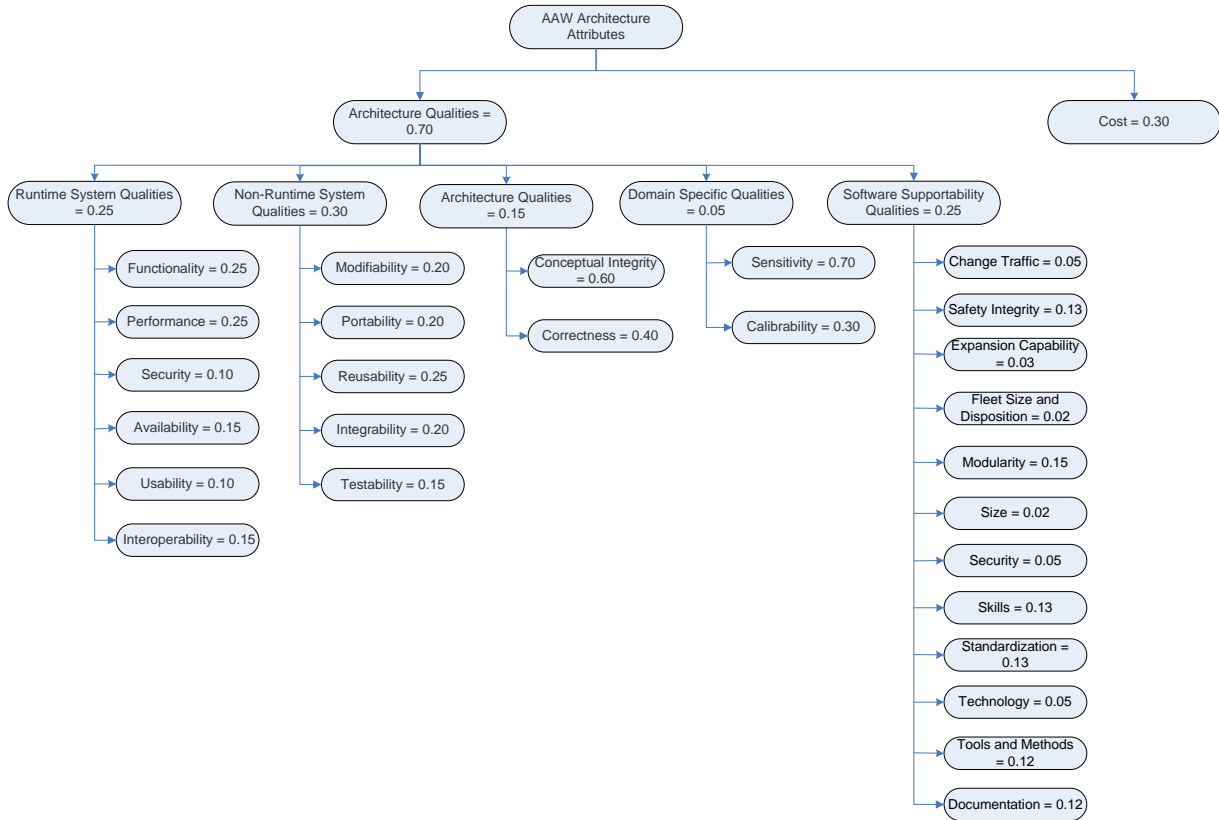 AAW Architecture
Attributes
Architecture Qualities =
0.70
Cost = 0.30
Runtime System Qualities
= 0.25
Non-Runtime System
Qualities = 0.30
Architecture Qualities
= 0.15
Domain Specific Qualities
= 0.05
Software Supportability
Qualities = 0.25
Functionality = 0.25
Performance = 0.25
Security = 0.10
Availability = 0.15
Usability = 0.10
Interoperability = 0.15
Modifiability = 0.20
Portability = 0.20
Reusability = 0.25
Integrability = 0.20
Testability = 0.15
Conceptual Integrity
= 0.60
Correctness = 0.40
Sensitivity = 0.70
Calibrability = 0.30
Change Traffic = 0.05
Safety Integrity = 0.13
Expansion Capability
= 0.03
Fleet Size and
Disposition = 0.02
Modularity = 0.15
Size = 0.02
Security = 0.05
Skills = 0.13
Standardization =
0.13
Technology = 0.05
Tools and Methods
= 0.12
Documentation = 0.12